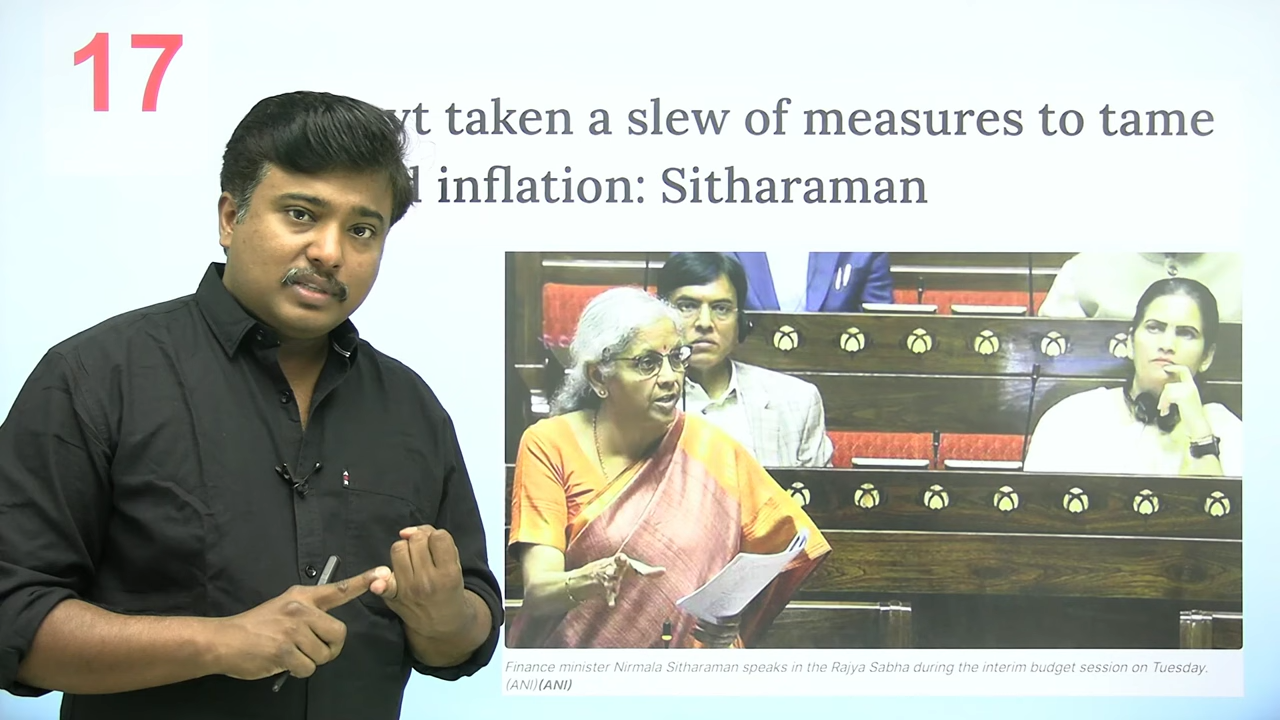 17
vt taken a slew of measures to tame
inflation: Sitharaman
Finance minister Nirmala Sitharaman speaks in the Rajya Sabha during the interim budget session on Tuesday.
(ANI)(ANI)